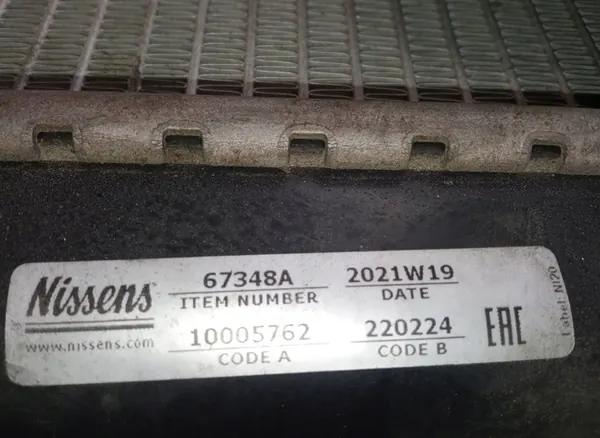 Nissens
www.nissens.com
67348A
ITEM NUMBER
2021W19
DATE
10005762
CODE A
220224
CODE B
EAC
Label: NI20